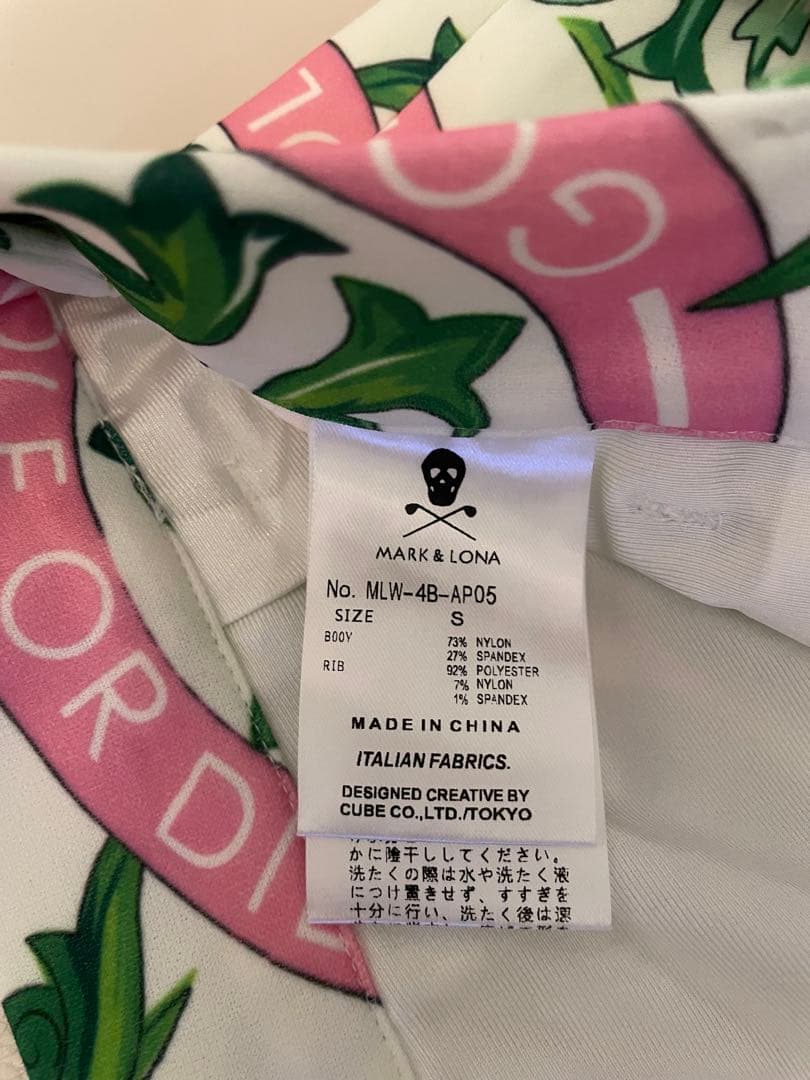 GOL
F OR DI
MARK & LONA
No. MLW-4B-AP05
SIZE S
BOOY 73% NYLON
27% SPANDEX
RIB 92% POLYESTER
7% NYLON
1% SPANDEX
MADE IN CHINA
ITALIAN FABRICS.
DESIGNED CREATIVE BY
CUBE CO.,LTD./TOKYO
かに陰干ししてください。
洗たくの際は水や洗たく液
につけ置きせず、すすぎを
十分に行い、洗たく後は速